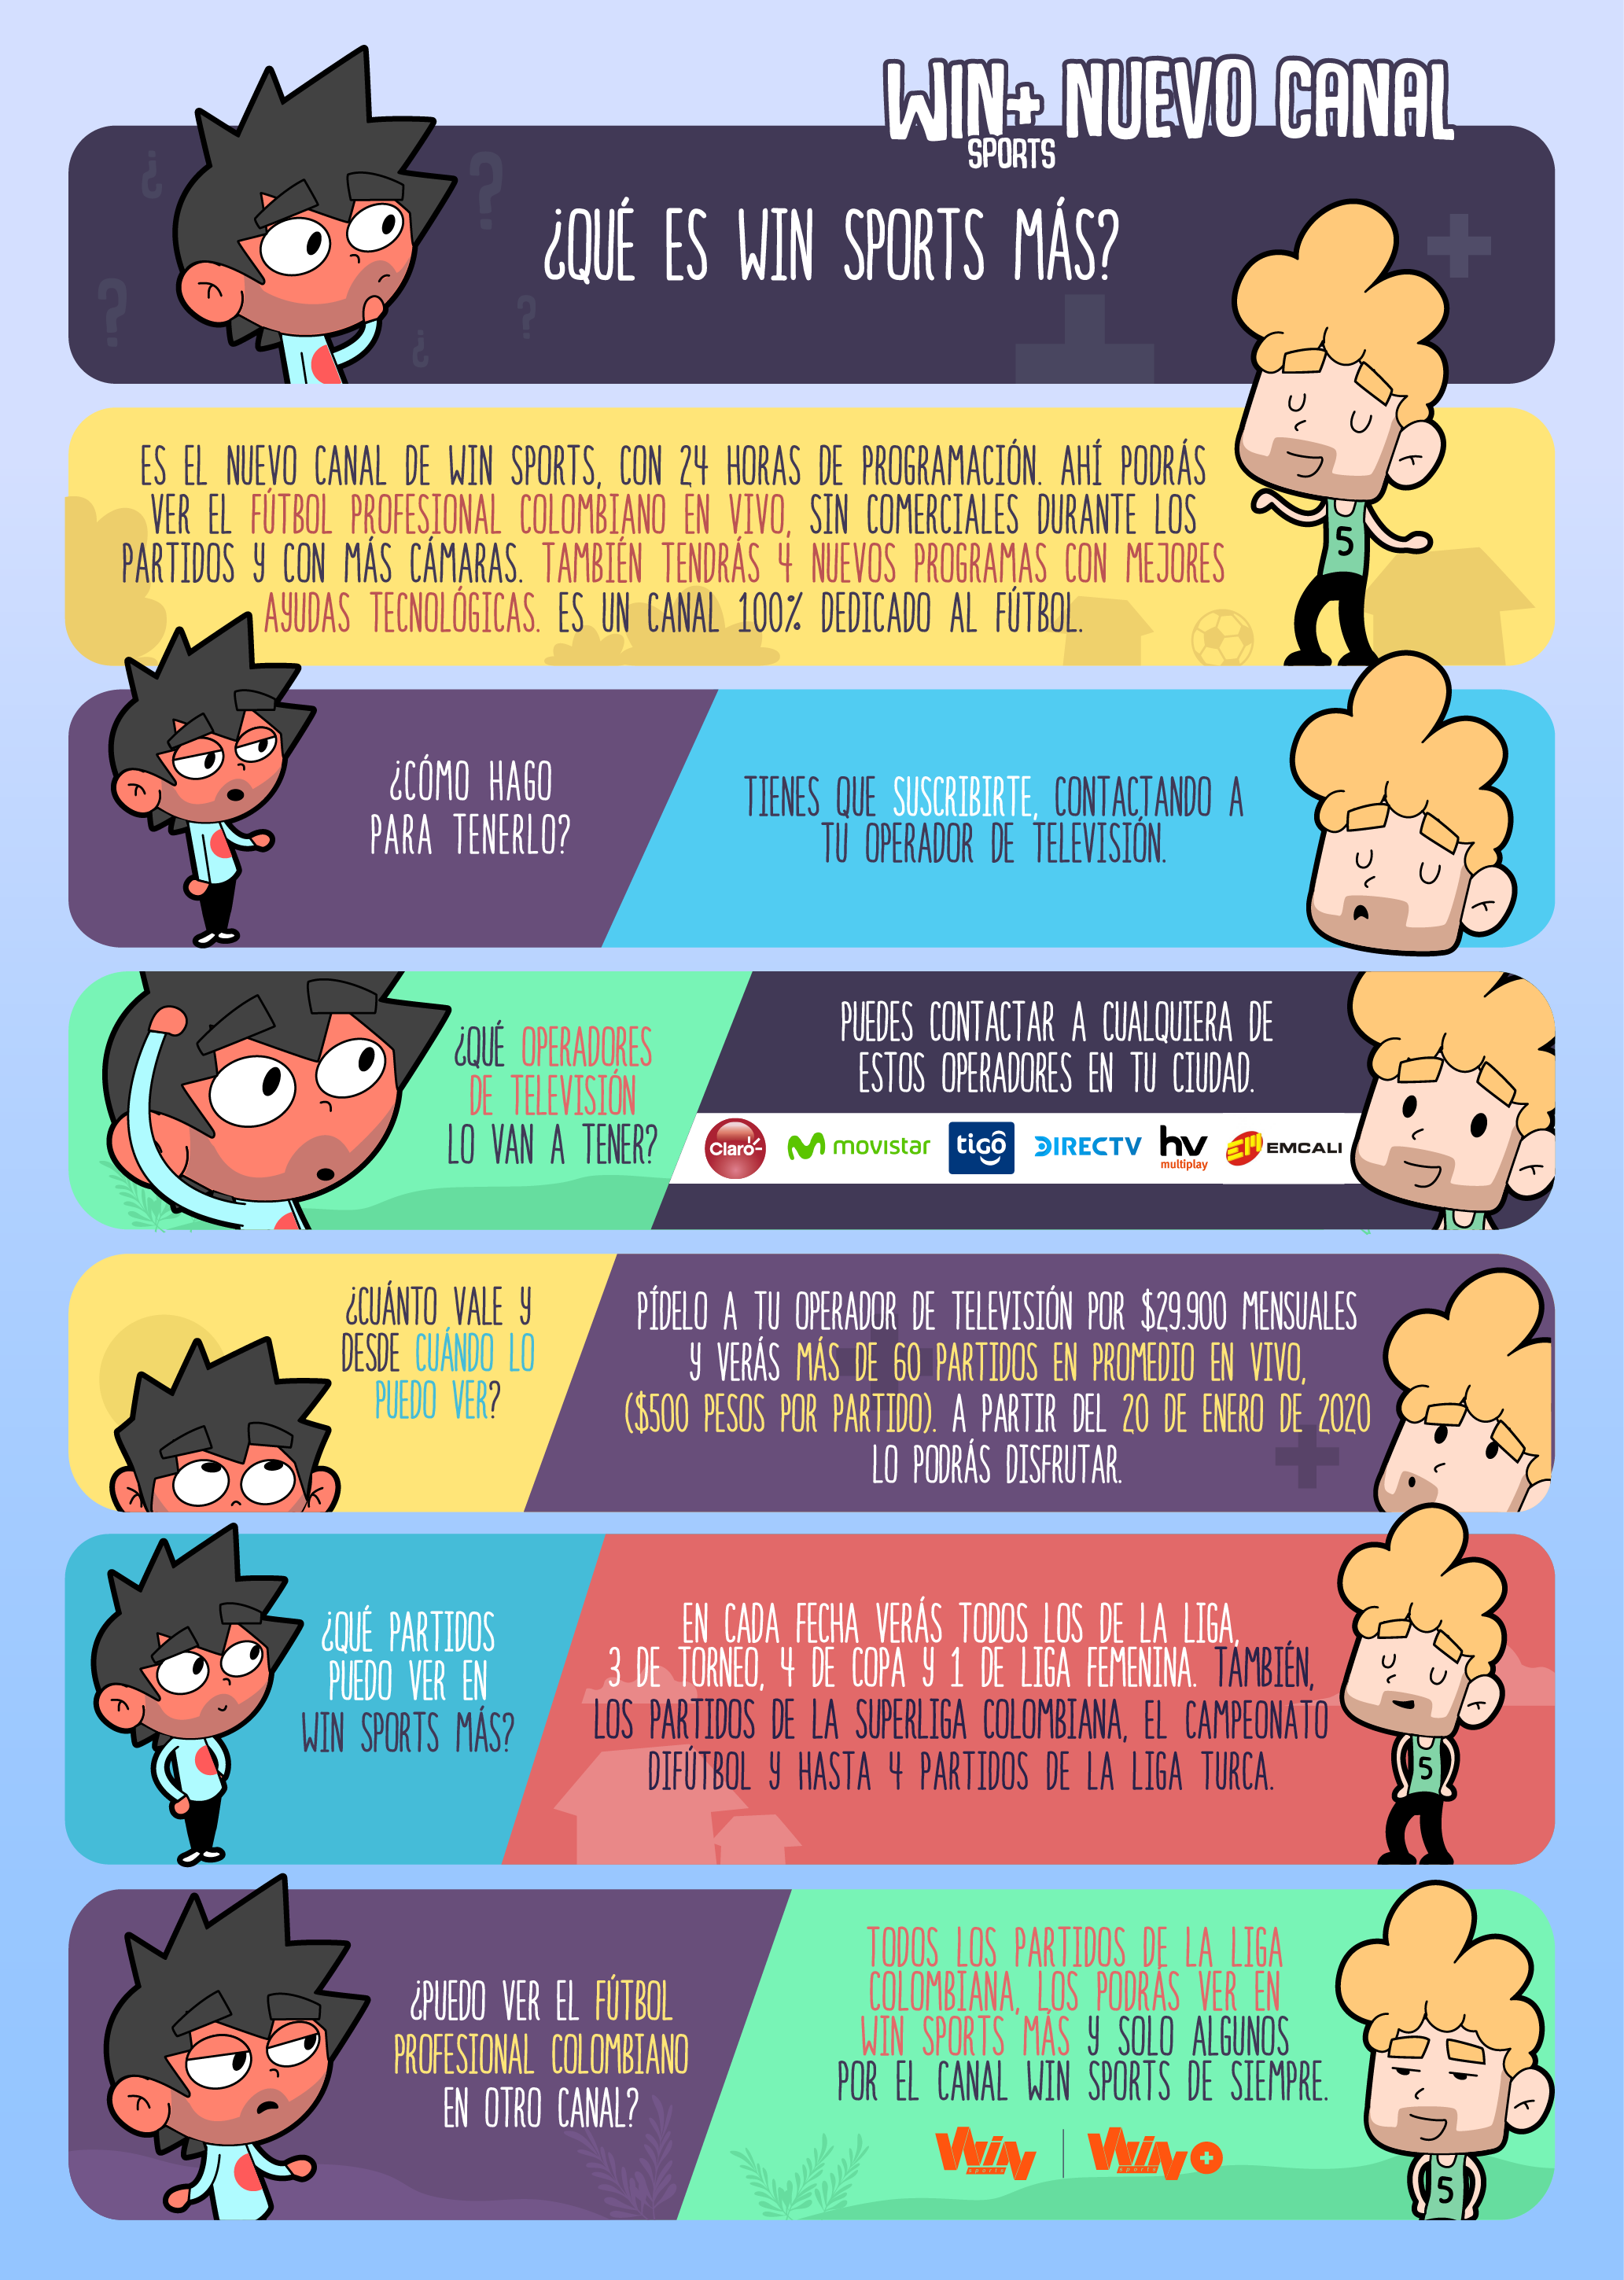 WIN+ NUEVO CANAL
SPORTS
¿QUÉ ES WIN SPORTS MÁS?
ES EL NUEVO CANAL DE WIN SPORTS, CON 24 HORAS DE PROGRAMACIÓN. AHÍ PODRÁS
VER EL FÚTBOL PROFESIONAL COLOMBIANO EN VIVO, SIN COMERCIALES DURANTE LOS
PARTIDOS Y CON MÁS CÁMARAS. TAMBIÉN TENDRÁS 4 NUEVOS PROGRAMAS CON MEJORES
AYUDAS TECNOLÓGICAS. ES UN CANAL 100% DEDICADO AL FÚTBOL.
5
¿CÓMO HAGO
PARA TENERLO?
TIENES QUE SUSCRIBIRTE, CONTACTANDO A
TU OPERADOR DE TELEVISIÓN.
¿QUÉ OPERADORES
DE TELEVISIÓN
LO VAN A TENER?
PUEDES CONTACTAR A CUALQUIERA DE
ESTOS OPERADORES EN TU CIUDAD.
Claro movistar tigo DIRECTV hv multiplay EMCALI
¿CUÁNTO VALE Y
DESDE CUÁNDO LO
PUEDO VER?
PÍDELO A TU OPERADOR DE TELEVISIÓN POR $29.900 MENSUALES
Y VERÁS MÁS DE 60 PARTIDOS EN PROMEDIO EN VIVO,
($500 PESOS POR PARTIDO). A PARTIR DEL 20 DE ENERO DE 2020
LO PODRÁS DISFRUTAR.
¿QUÉ PARTIDOS
PUEDO VER EN
WIN SPORTS MÁS?
EN CADA FECHA VERÁS TODOS LOS DE LA LIGA,
3 DE TORNEO, 4 DE COPA Y 1 DE LIGA FEMENINA. TAMBIÉN,
LOS PARTIDOS DE LA SUPERLIGA COLOMBIANA, EL CAMPEONATO
DIFÚTBOL Y HASTA 4 PARTIDOS DE LA LIGA TURCA.
5
¿PUEDO VER EL FÚTBOL
PROFESIONAL COLOMBIANO
EN OTRO CANAL?
TODOS LOS PARTIDOS DE LA LIGA
COLOMBIANA, LOS PODRÁS VER EN
WIN SPORTS MÁS Y SOLO ALGUNOS
POR EL CANAL WIN SPORTS DE SIEMPRE.
WIN sports WIN sports +
5